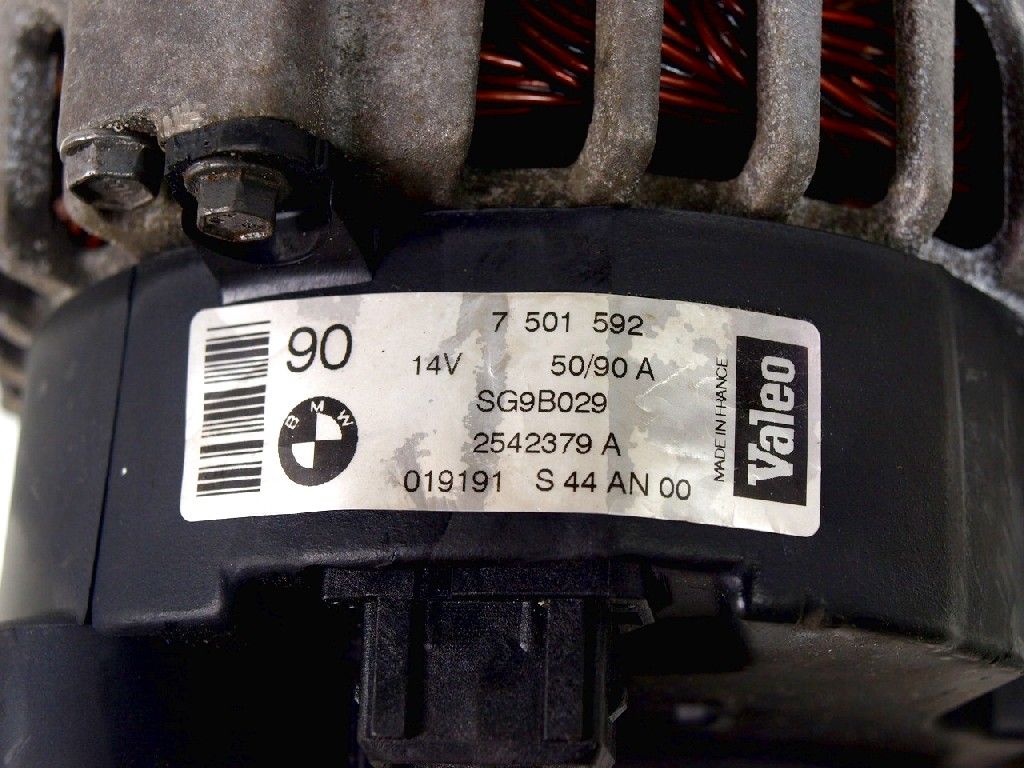 90
BMW
7 501 592
14V 50/90 A
SG9B029
2542379 A
019191 S 44 AN 00
MADE IN FRANCE
Valeo